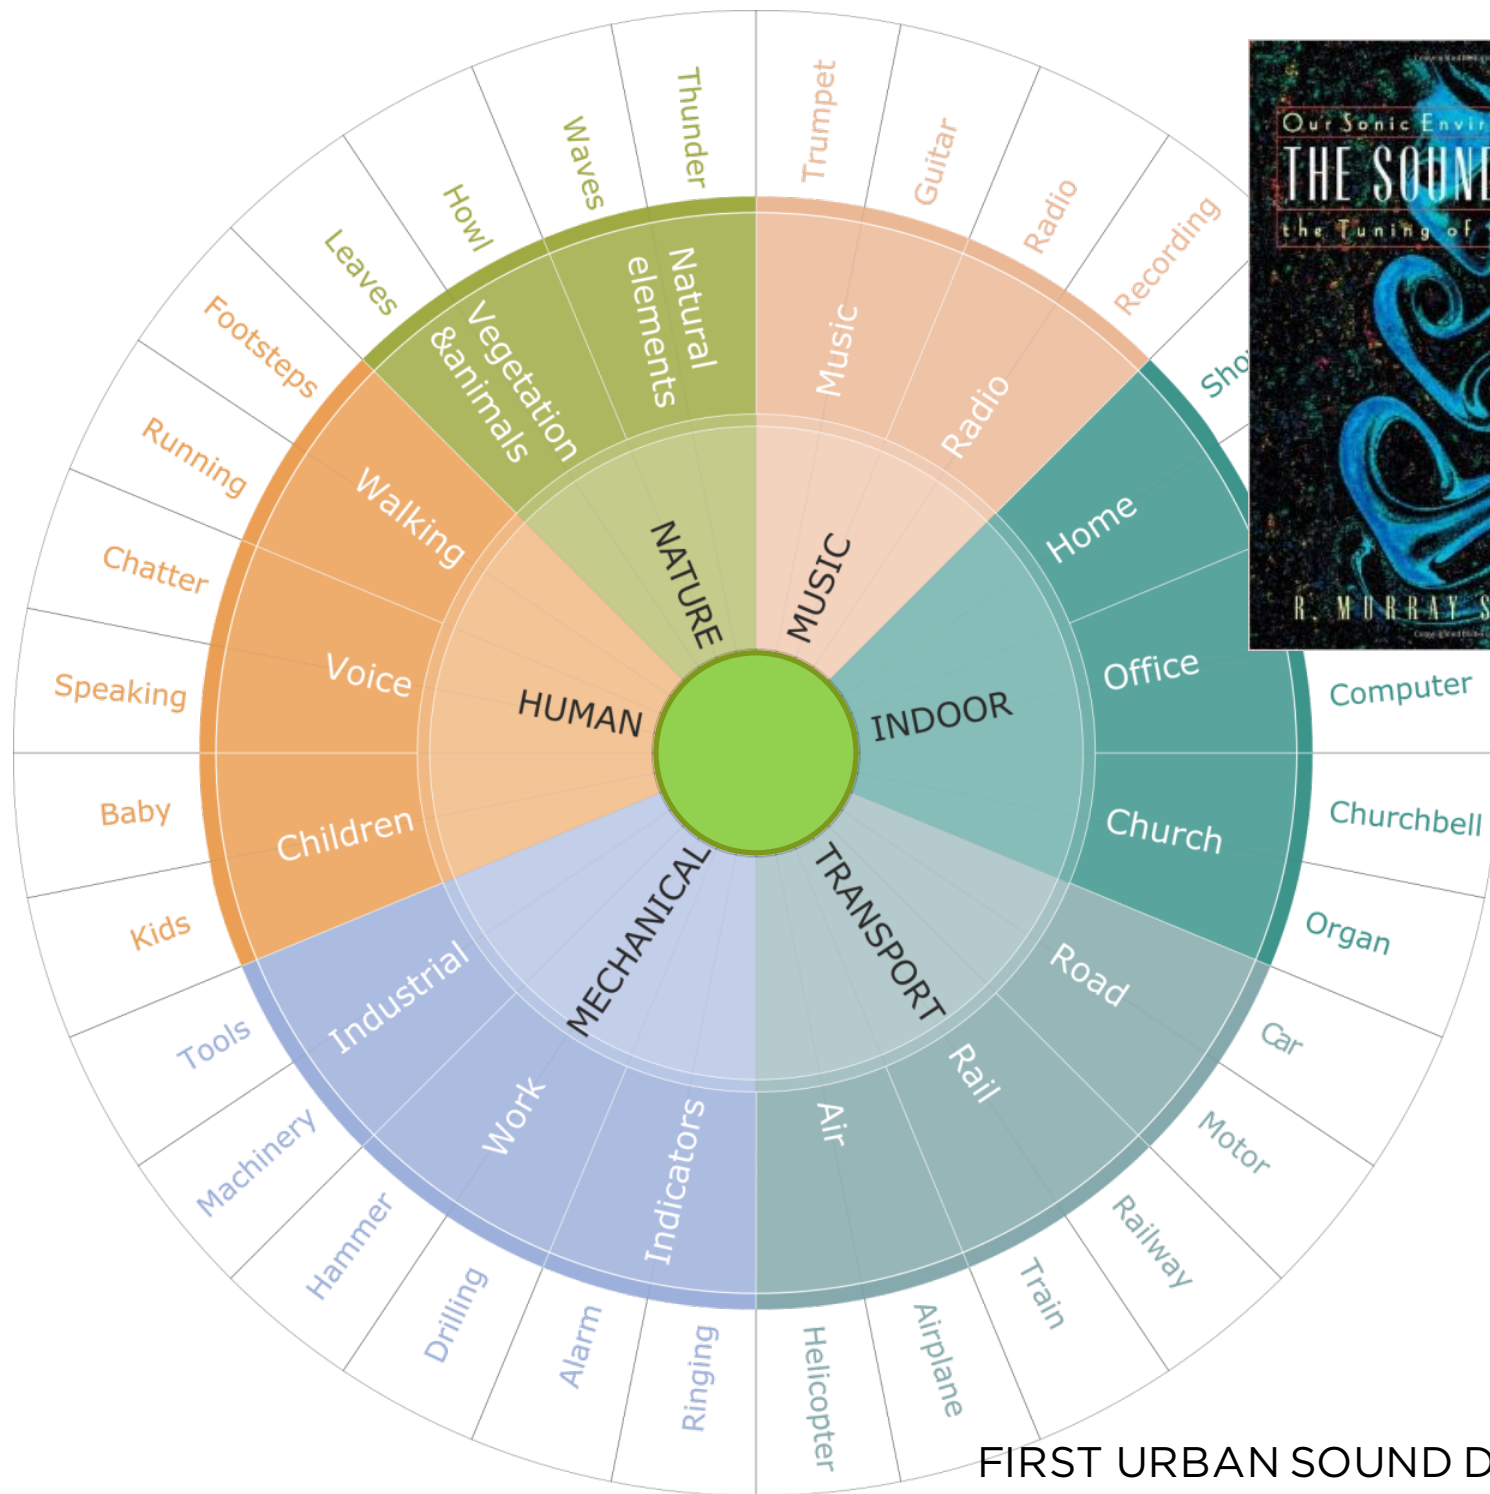 NATURE
MUSIC
INDOOR
TRANSPORT
MECHANICAL
HUMAN
Natural
elements
Music
Radio
Home
Office
Church
Road
Rail
Air
Indicators
Work
Industrial
Children
Voice
Walking
Vegetation
&animals
Thunder
Trumpet
Guitar
Radio
Recording
Sho
Computer
Churchbell
Organ
Car
Motor
Railway
Train
Airplane
Helicopter
Ringing
Alarm
Drilling
Hammer
Machinery
Tools
Kids
Baby
Speaking
Chatter
Running
Footsteps
Leaves
Howl
Waves
Our Sonic Envir
THE SOUN
the Tuning of
R. MURRAY S
FIRST URBAN SOUND D